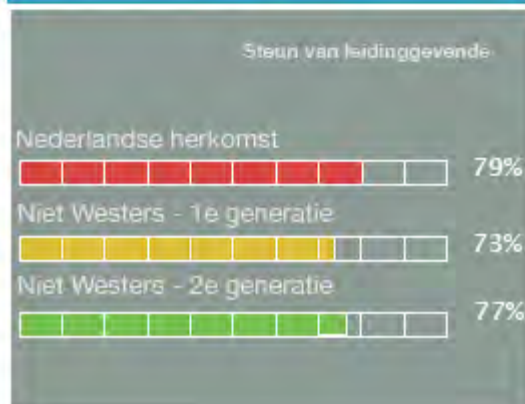 Steun van leidinggevende
Nederlandse herkomst
79%
Niet Westers - 1e generatie
73%
Niet Westers - 2e generatie
77%